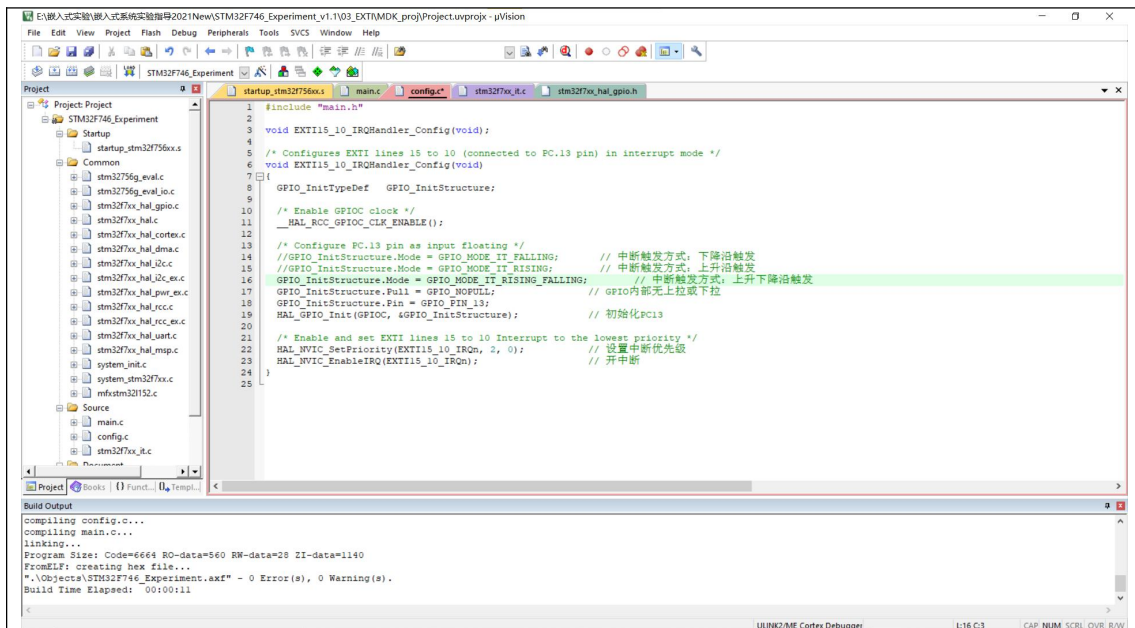 E:\嵌入式实验\嵌入式系统实验指导2021New\STM32F746_Experiment_v1.1\03_EXTI\MDK_proj\Project.uvprojx - µVision
File Edit View Project Flash Debug Peripherals Tools SVCS Window Help
STM32F746_Experiment
Project
startup_stm32f756xx.s main.c config.c* stm32f7xx_it.c stm32f7xx_hal_gpio.h
Project: Project
STM32F746_Experiment
Startup
startup_stm32f756xx.s
Common
stm32756g_eval.c
stm32756g_eval_io.c
stm32f7xx_hal_gpio.c
stm32f7xx_hal.c
stm32f7xx_hal_cortex.c
stm32f7xx_hal_dma.c
stm32f7xx_hal_i2c.c
stm32f7xx_hal_i2c_ex.c
stm32f7xx_hal_pwr_ex.c
stm32f7xx_hal_rcc.c
stm32f7xx_hal_rcc_ex.c
stm32f7xx_hal_uart.c
stm32f7xx_hal_msp.c
system_init.c
system_stm32f7xx.c
mfxstm32l152.c
Source
main.c
config.c
stm32f7xx_it.c
Document
Project Books {} Funct... Templ...
1 #include "main.h"
2
3 void EXTI15_10_IRQHandler_Config(void);
4
5 /* Configures EXTI lines 15 to 10 (connected to PC.13 pin) in interrupt mode */
6 void EXTI15_10_IRQHandler_Config(void)
7 {
8 GPIO_InitTypeDef GPIO_InitStructure;
9
10 /* Enable GPIOC clock */
11 __HAL_RCC_GPIOC_CLK_ENABLE();
12
13 /* Configure PC.13 pin as input floating */
14 //GPIO_InitStructure.Mode = GPIO_MODE_IT_FALLING; // 中断触发方式：下降沿触发
15 //GPIO_InitStructure.Mode = GPIO_MODE_IT_RISING; // 中断触发方式：上升沿触发
16 GPIO_InitStructure.Mode = GPIO_MODE_IT_RISING_FALLING; // 中断触发方式：上升下降沿触发
17 GPIO_InitStructure.Pull = GPIO_NOPULL; // GPIO内部无上拉或下拉
18 GPIO_InitStructure.Pin = GPIO_PIN_13;
19 HAL_GPIO_Init(GPIOC, &GPIO_InitStructure); // 初始化PC13
20
21 /* Enable and set EXTI lines 15 to 10 Interrupt to the lowest priority */
22 HAL_NVIC_SetPriority(EXTI15_10_IRQn, 2, 0); // 设置中断优先级
23 HAL_NVIC_EnableIRQ(EXTI15_10_IRQn); // 开中断
24 }
25
Build Output
compiling config.c...
compiling main.c...
linking...
Program Size: Code=6664 RO-data=560 RW-data=28 ZI-data=1140
FromELF: creating hex file...
".\Objects\STM32F746_Experiment.axf" - 0 Error(s), 0 Warning(s).
Build Time Elapsed: 00:00:11
ULINK2/ME Cortex Debugger L:16 C:3 CAP NUM SCRL OVR R/W